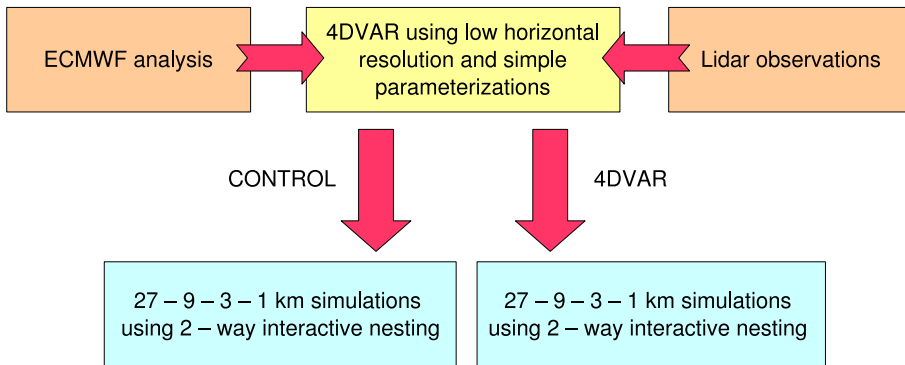 ECMWF analysis
4DVAR using low horizontal
resolution and simple
parameterizations
Lidar observations
CONTROL
4DVAR
27 – 9 – 3 – 1 km simulations
using 2 – way interactive nesting
27 – 9 – 3 – 1 km simulations
using 2 – way interactive nesting